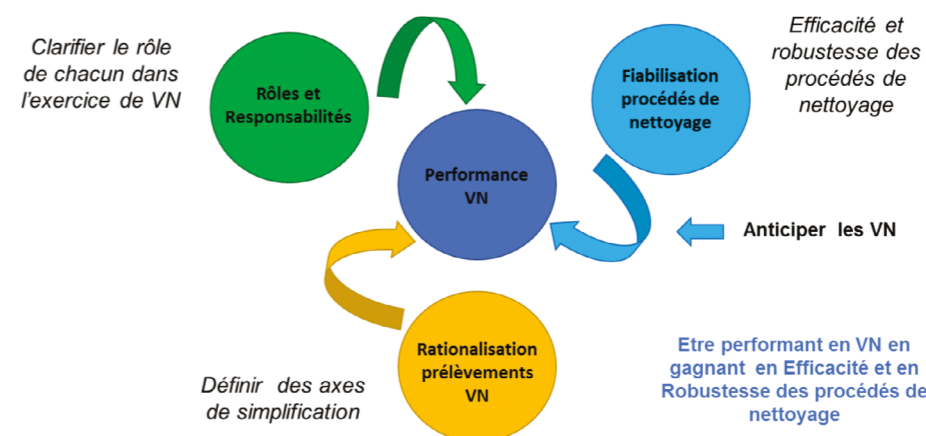 Clarifier le rôle
de chacun dans
l'exercice de VN
Rôles et
Responsabilités
Fiabilisation
procédés de
nettoyage
Efficacité et
robustesse des
procédés de
nettoyage
Performance
VN
Anticiper les VN
Rationalisation
prélèvements
VN
Définir des axes
de simplification
Etre performant en VN en
gagnant en Efficacité et en
Robustesse des procédés de
nettoyage